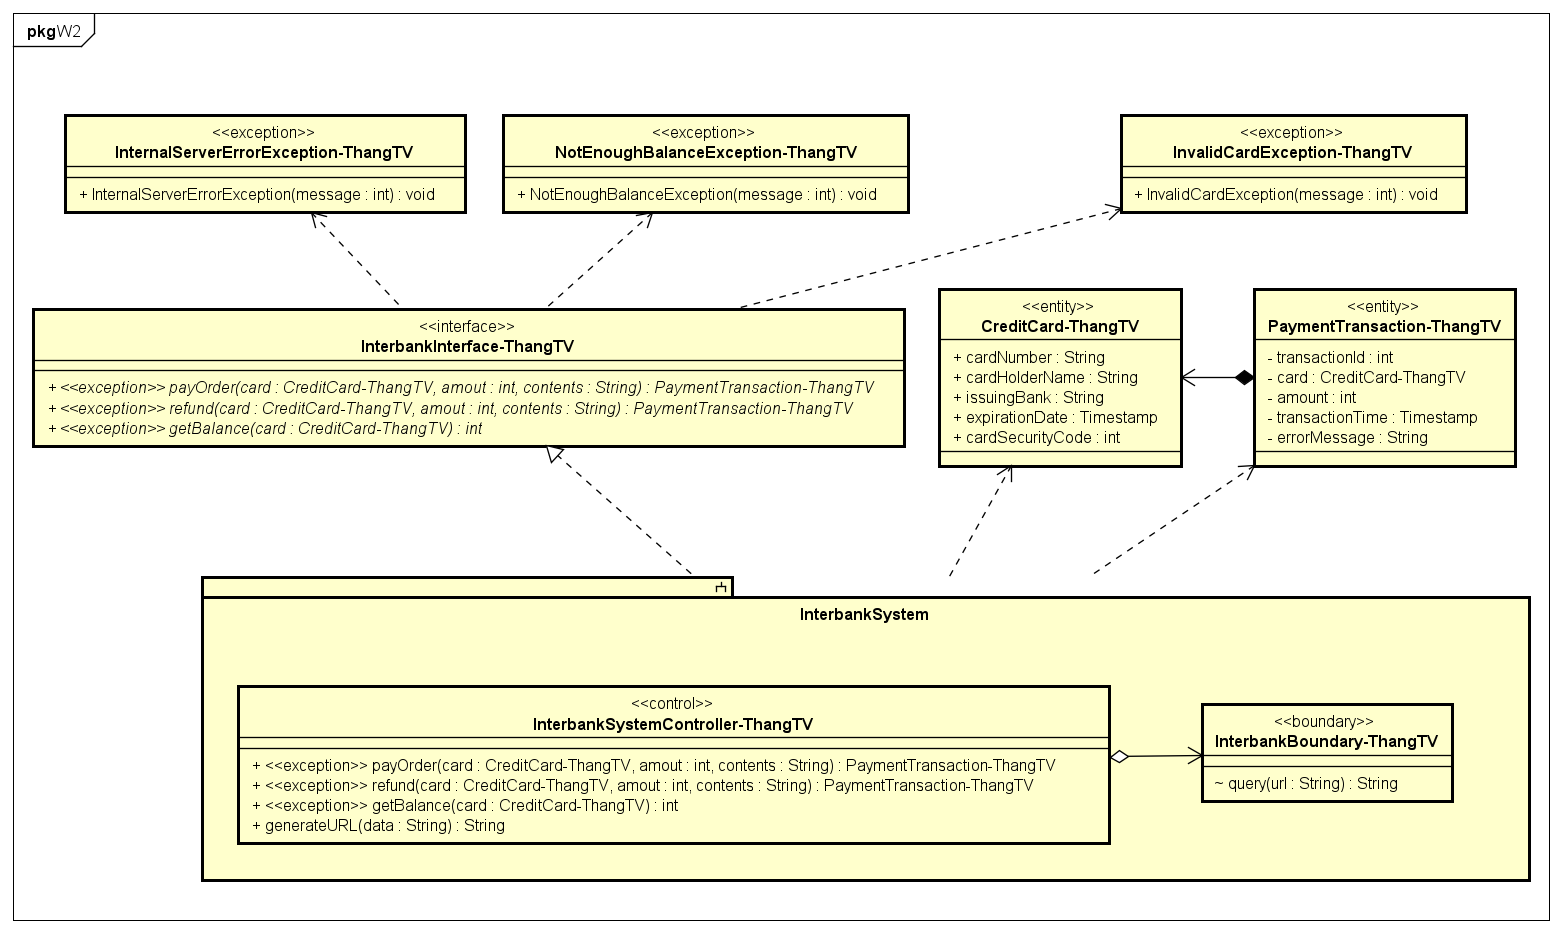 pkgW2
<<exception>>
InternalServerErrorException-ThangTV
+ InternalServerErrorException(message : int) : void
<<exception>>
NotEnoughBalanceException-ThangTV
+ NotEnoughBalanceException(message : int) : void
<<exception>>
InvalidCardException-ThangTV
+ InvalidCardException(message : int) : void
<<interface>>
InterbankInterface-ThangTV
+ <<exception>> payOrder(card : CreditCard-ThangTV, amout : int, contents : String) : PaymentTransaction-ThangTV
+ <<exception>> refund(card : CreditCard-ThangTV, amout : int, contents : String) : PaymentTransaction-ThangTV
+ <<exception>> getBalance(card : CreditCard-ThangTV) : int
<<entity>>
CreditCard-ThangTV
+ cardNumber : String
+ cardHolderName : String
+ issuingBank : String
+ expirationDate : Timestamp
+ cardSecurityCode : int
<<entity>>
PaymentTransaction-ThangTV
- transactionId : int
- card : CreditCard-ThangTV
- amount : int
- transactionTime : Timestamp
- errorMessage : String
InterbankSystem
<<control>>
InterbankSystemController-ThangTV
+ <<exception>> payOrder(card : CreditCard-ThangTV, amout : int, contents : String) : PaymentTransaction-ThangTV
+ <<exception>> refund(card : CreditCard-ThangTV, amout : int, contents : String) : PaymentTransaction-ThangTV
+ <<exception>> getBalance(card : CreditCard-ThangTV) : int
+ generateURL(data : String) : String
<<boundary>>
InterbankBoundary-ThangTV
~ query(url : String) : String